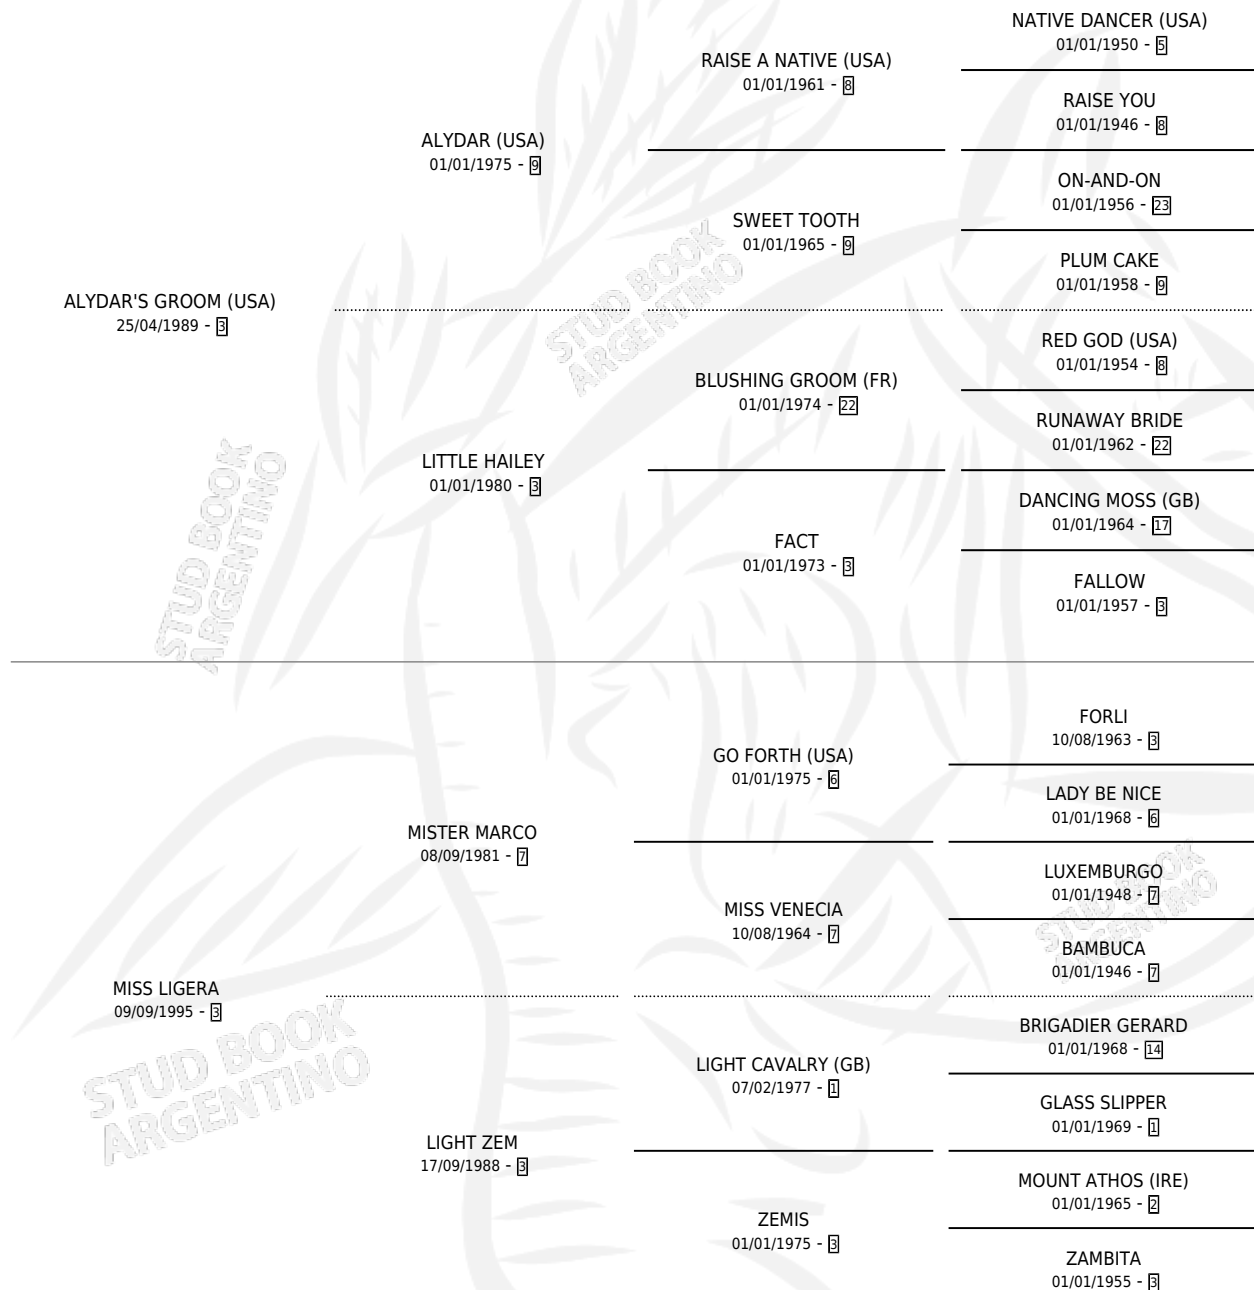 NATIVE DANCER (USA)
01/01/1950 - 5
RAISE A NATIVE (USA)
01/01/1961 - 8
RAISE YOU
01/01/1946 - 8
ALYDAR (USA)
01/01/1975 - 9
ON-AND-ON
01/01/1956 - 23
SWEET TOOTH
01/01/1965 - 9
PLUM CAKE
01/01/1958 - 9
ALYDAR'S GROOM (USA)
25/04/1989 - 3
RED GOD (USA)
01/01/1954 - 8
BLUSHING GROOM (FR)
01/01/1974 - 22
RUNAWAY BRIDE
01/01/1962 - 22
LITTLE HAILEY
01/01/1980 - 3
DANCING MOSS (GB)
01/01/1964 - 17
FACT
01/01/1973 - 3
FALLOW
01/01/1957 - 3
FORLI
10/08/1963 - 3
GO FORTH (USA)
01/01/1975 - 6
LADY BE NICE
01/01/1968 - 6
MISTER MARCO
08/09/1981 - 7
LUXEMBURGO
01/01/1948 - 7
MISS VENECIA
10/08/1964 - 7
BAMBUCA
01/01/1946 - 7
MISS LIGERA
09/09/1995 - 3
BRIGADIER GERARD
01/01/1968 - 14
LIGHT CAVALRY (GB)
07/02/1977 - 1
GLASS SLIPPER
01/01/1969 - 1
LIGHT ZEM
17/09/1988 - 3
MOUNT ATHOS (IRE)
01/01/1965 - 2
ZEMIS
01/01/1975 - 3
ZAMBITA
01/01/1955 - 3
STUD BOOK
ARGENTINO
STUD BOOK
ARGENTINO
STUD BOOK
ARGENTINO
STUD BOOK
ARGENTINO